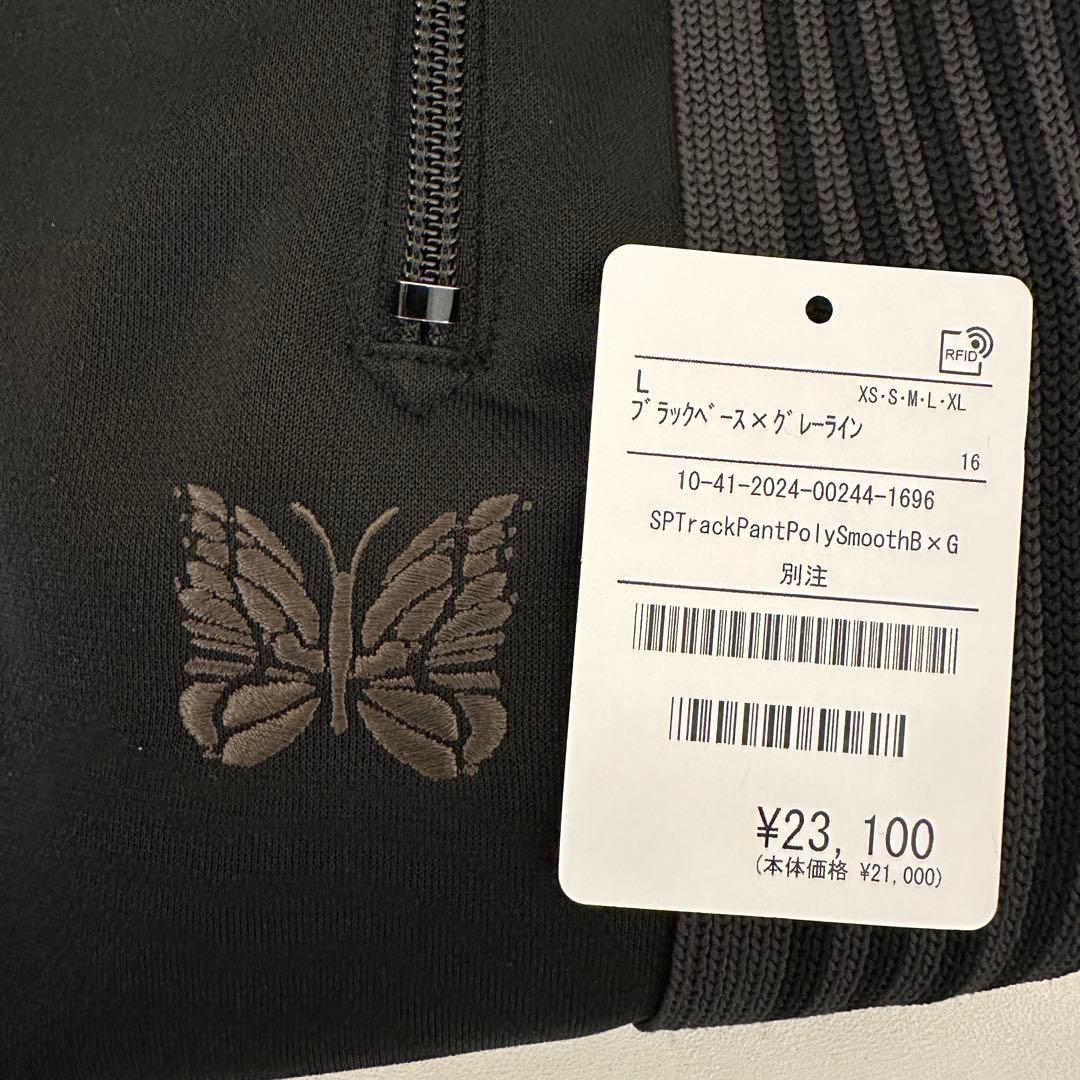 RFID
L
XS・S・M・L・XL
ブラックベース×グレーライン
16
10-41-2024-00244-1696
SPTrackPantPolySmoothB×G
別注
¥23,100
(本体価格 ¥21,000)